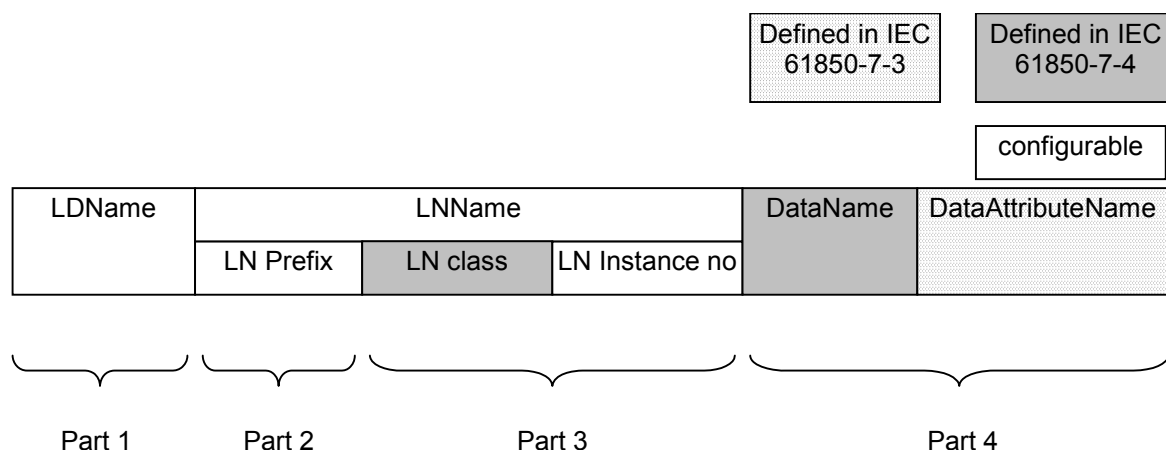 Defined in IEC
61850-7-3
Defined in IEC
61850-7-4
configurable
LDName
LNName
DataName
DataAttributeName
LN Prefix
LN class
LN Instance no
Part 1
Part 2
Part 3
Part 4